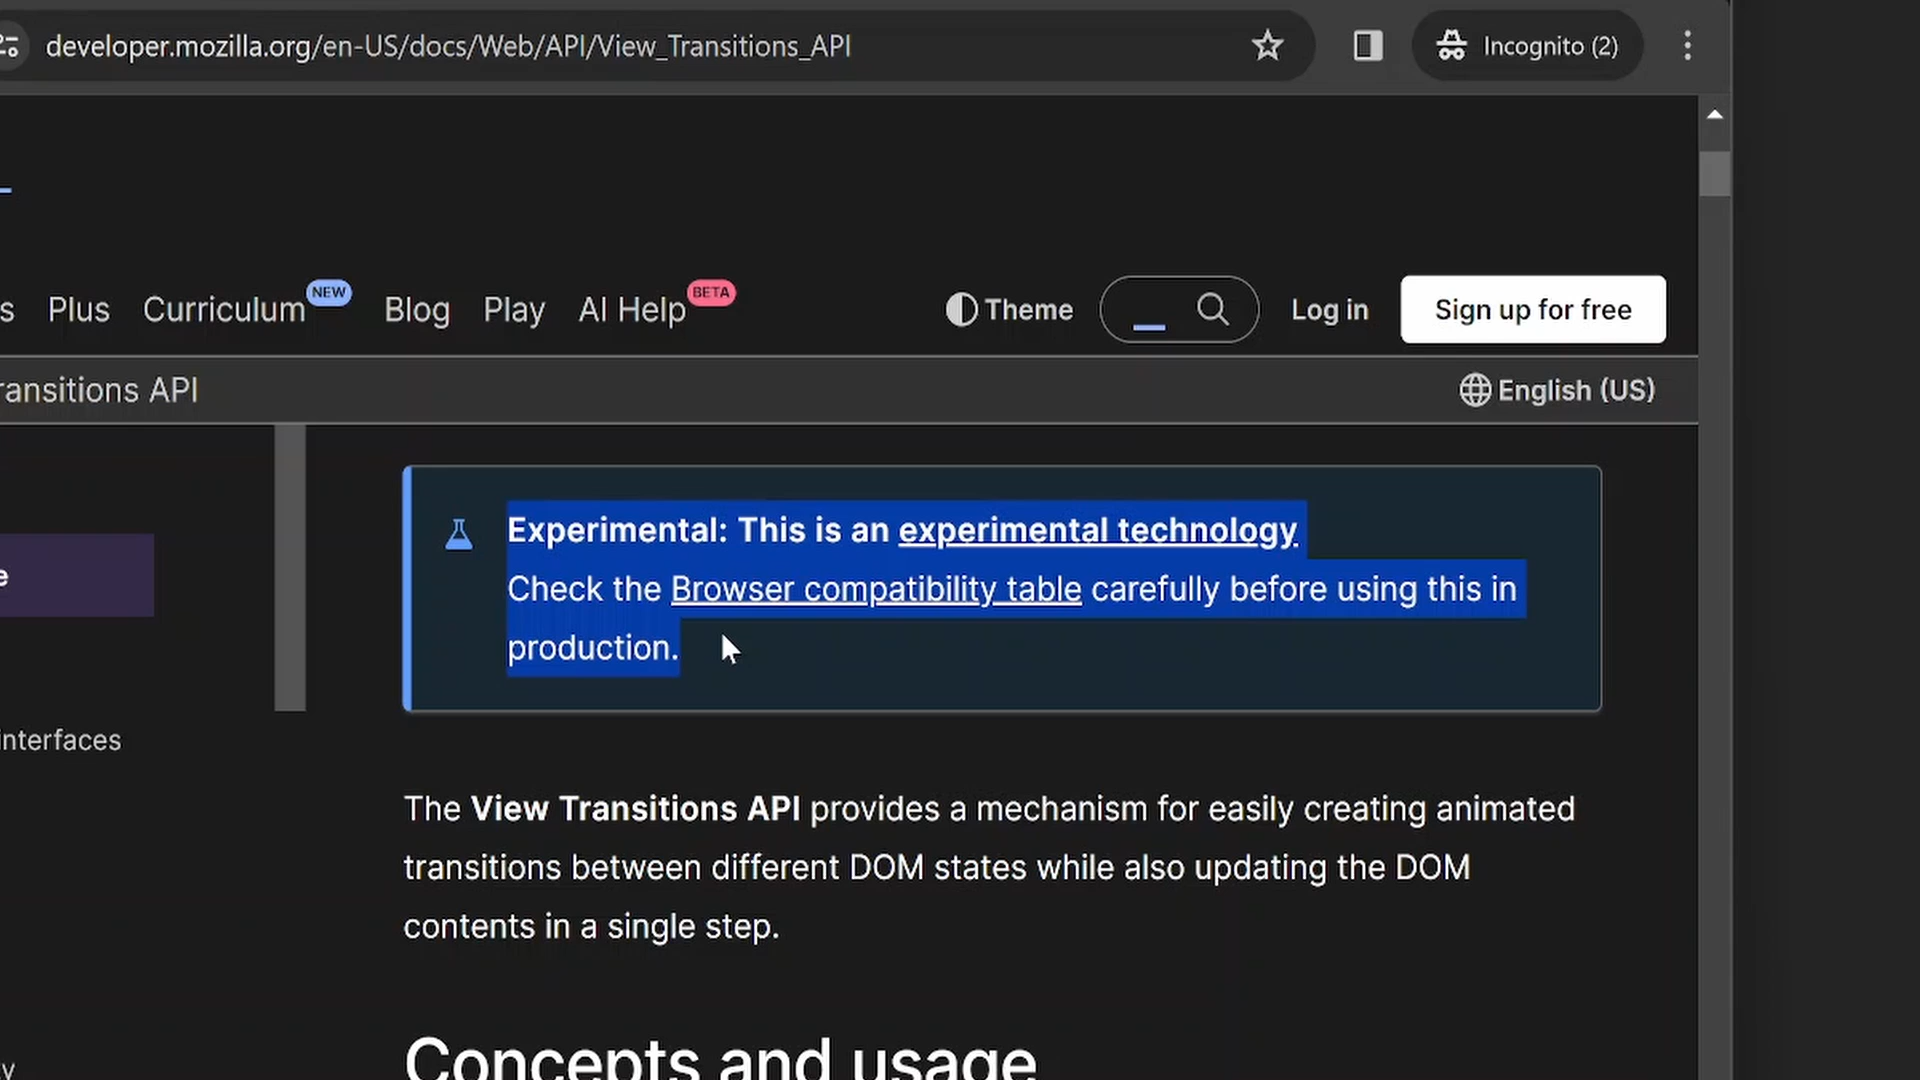 developer.mozilla.org/en-US/docs/Web/API/View_Transitions_API
Incognito (2)
s Plus Curriculum NEW Blog Play AI Help BETA Theme Log in Sign up for free
ransitions API English (US)
Experimental: This is an experimental technology
Check the Browser compatibility table carefully before using this in
production.
e
nterfaces
The View Transitions API provides a mechanism for easily creating animated
transitions between different DOM states while also updating the DOM
contents in a single step.
Concepts and usage
y